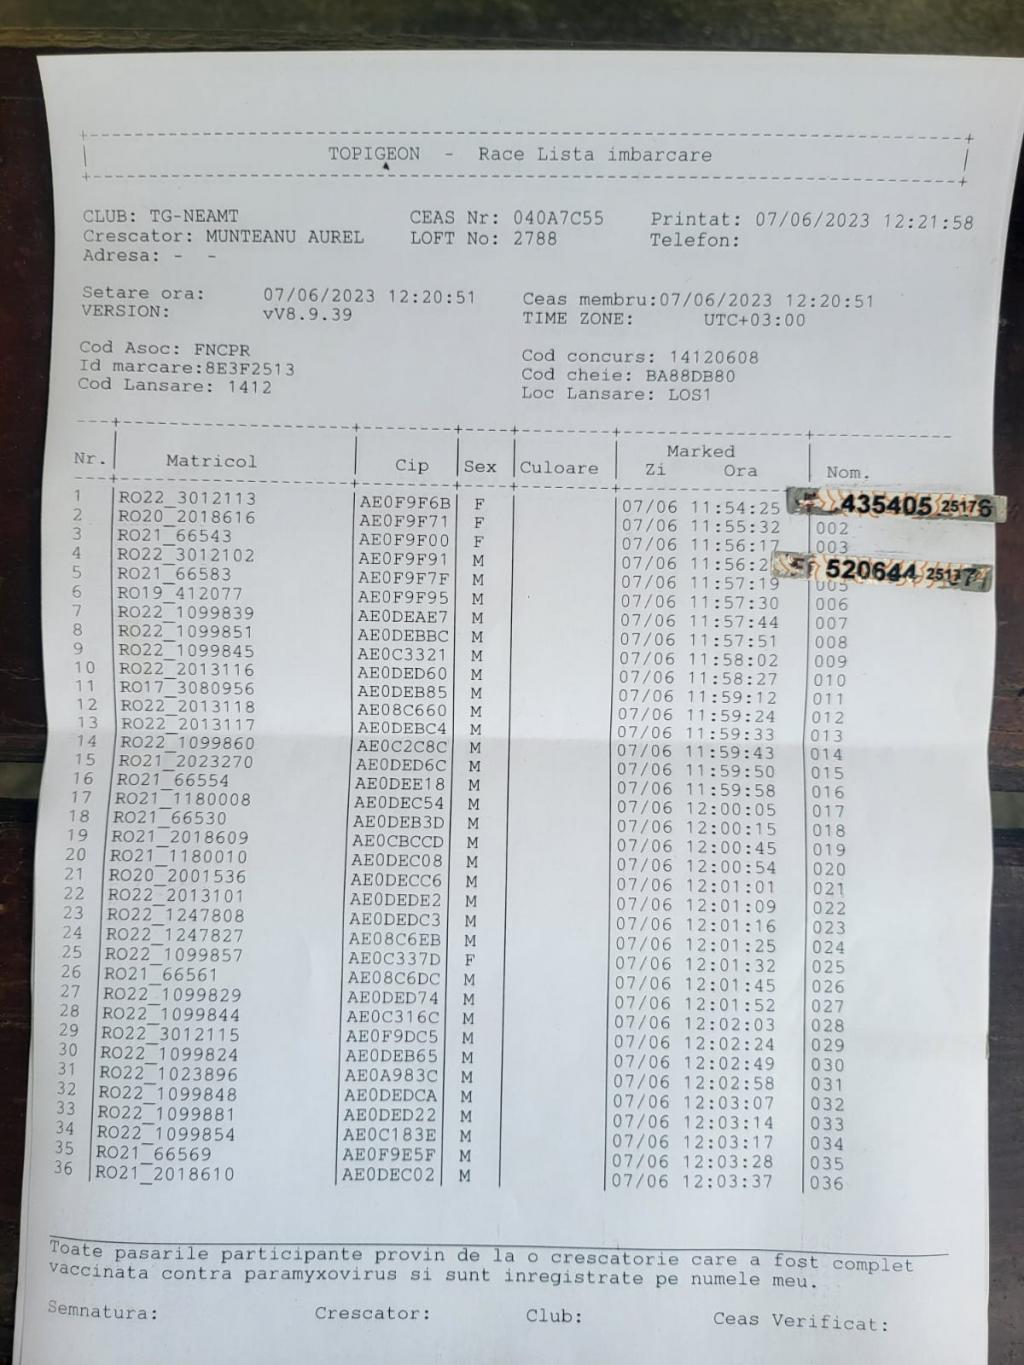 TOPIGEON - Race Lista imbarcare
CLUB: TG-NEAMT CEAS Nr: 040A7C55 Printat: 07/06/2023 12:21:58
Crescator: MUNTEANU AUREL LOFT No: 2788 Telefon:
Adresa: - -
Setare ora: 07/06/2023 12:20:51 Ceas membru:07/06/2023 12:20:51
VERSION: vV8.9.39 TIME ZONE: UTC+03:00
Cod Asoc: FNCPR Cod concurs: 14120608
Id marcare:8E3F2513 Cod cheie: BA88DB80
Cod Lansare: 1412 Loc Lansare: LOS1
Marked
Nr. Matricol Cip Sex Culoare Zi Ora Nom.
1 RO22_3012113 AE0F9F6B F 07/06 11:54:25 435405 25176
2 RO20_2018616 AE0F9F71 F 07/06 11:55:32 002
3 RO21_66543 AE0F9F00 F 07/06 11:56:17 003
4 RO22_3012102 AE0F9F91 M 07/06 11:56:2 520644 25177
5 RO21_66583 AE0F9F7F M 07/06 11:57:19 005
6 RO19_412077 AE0F9F95 M 07/06 11:57:30 006
7 RO22_1099839 AE0DEAE7 M 07/06 11:57:44 007
8 RO22_1099851 AE0DEBBC M 07/06 11:57:51 008
9 RO22_1099845 AE0C3321 M 07/06 11:58:02 009
10 RO22_2013116 AE0DED60 M 07/06 11:58:27 010
11 RO17_3080956 AE0DEB85 M 07/06 11:59:12 011
12 RO22_2013118 AE08C660 M 07/06 11:59:24 012
13 RO22_2013117 AE0DEBC4 M 07/06 11:59:33 013
14 RO22_1099860 AE0C2C8C M 07/06 11:59:43 014
15 RO21_2023270 AE0DED6C M 07/06 11:59:50 015
16 RO21_66554 AE0DEE18 M 07/06 11:59:58 016
17 RO21_1180008 AE0DEC54 M 07/06 12:00:05 017
18 RO21_66530 AE0DEB3D M 07/06 12:00:15 018
19 RO21_2018609 AE0CBCCD M 07/06 12:00:45 019
20 RO21_1180010 AE0DEC08 M 07/06 12:00:54 020
21 RO20_2001536 AE0DECC6 M 07/06 12:01:01 021
22 RO22_2013101 AE0DEDE2 M 07/06 12:01:09 022
23 RO22_1247808 AE0DEDC3 M 07/06 12:01:16 023
24 RO22_1247827 AE08C6EB M 07/06 12:01:25 024
25 RO22_1099857 AE0C337D F 07/06 12:01:32 025
26 RO21_66561 AE08C6DC M 07/06 12:01:45 026
27 RO22_1099829 AE0DED74 M 07/06 12:01:52 027
28 RO22_1099844 AE0C316C M 07/06 12:02:03 028
29 RO22_3012115 AE0F9DC5 M 07/06 12:02:24 029
30 RO22_1099824 AE0DEB65 M 07/06 12:02:49 030
31 RO22_1023896 AE0A983C M 07/06 12:02:58 031
32 RO22_1099848 AE0DEDCA M 07/06 12:03:07 032
33 RO22_1099881 AE0DED22 M 07/06 12:03:14 033
34 RO22_1099854 AE0C183E M 07/06 12:03:17 034
35 RO21_66569 AE0F9E5F M 07/06 12:03:28 035
36 RO21_2018610 AE0DEC02 M 07/06 12:03:37 036
Toate pasarile participante provin de la o crescatorie care a fost complet
vaccinata contra paramyxovirus si sunt inregistrate pe numele meu.
Semnatura: Crescator: Club: Ceas Verificat: